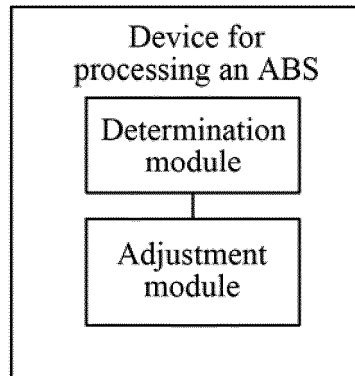 Device for
processing an ABS
Determination
module
Adjustment
module